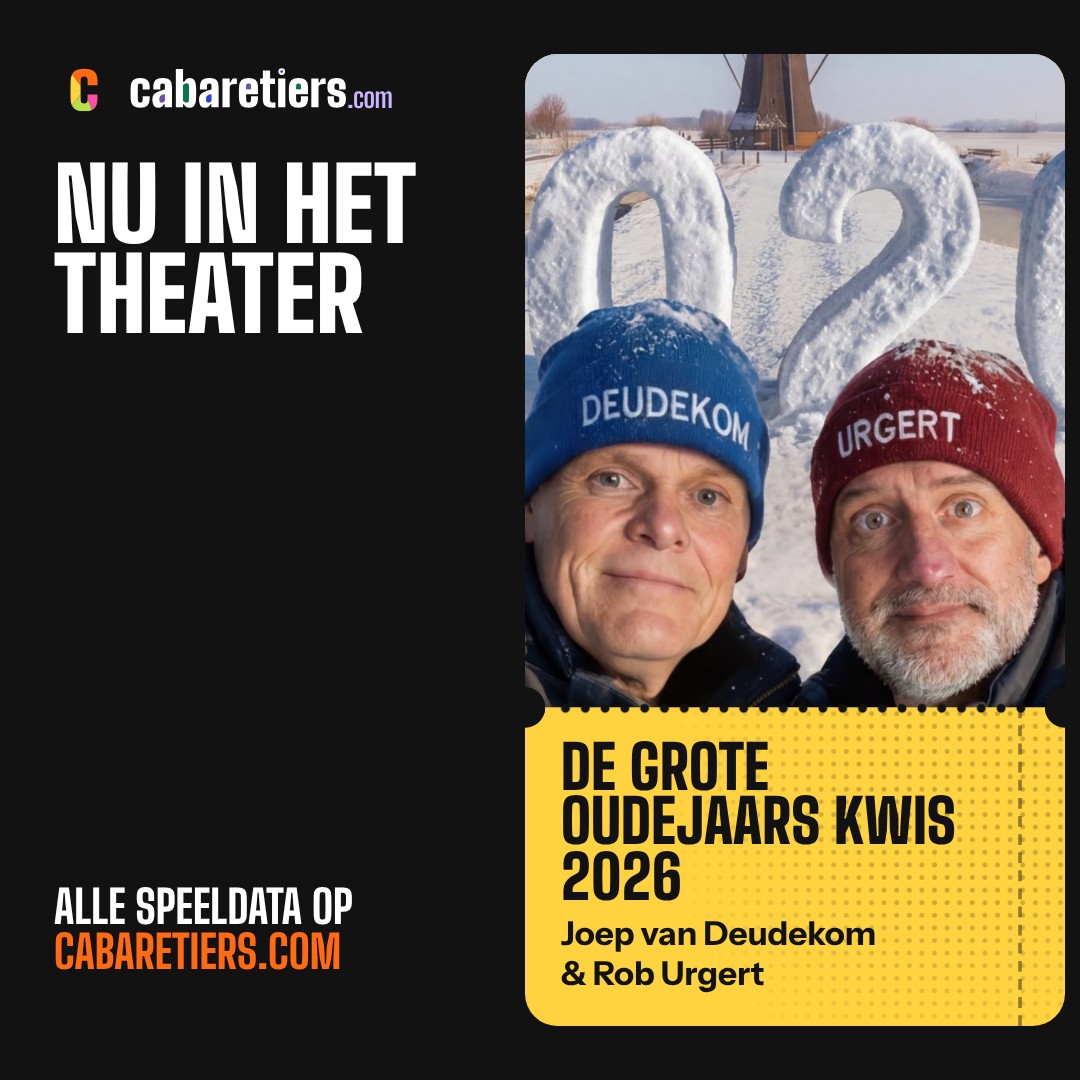 cabaretiers.com
NU IN HET
THEATER
020
DEUDEKOM
URGERT
DE GROTE
OUDEJAARS KWIS
2026
Joep van Deudekom
& Rob Urgert
ALLE SPEELDATA OP
CABARETIERS.COM